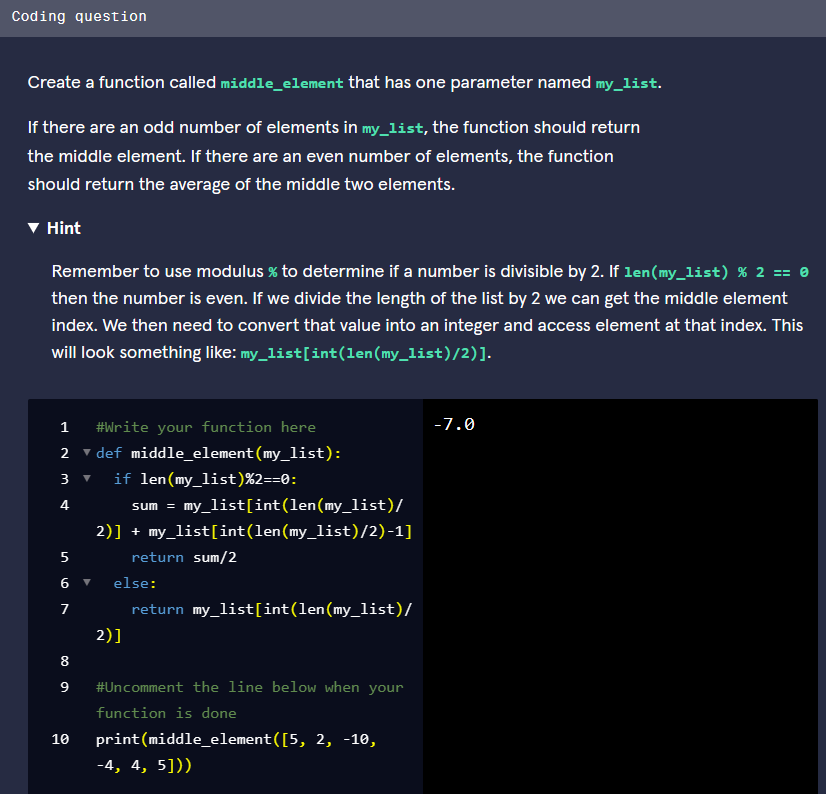 Coding question
Create a function called middle_element that has one parameter named my_list.
If there are an odd number of elements in my_list, the function should return
the middle element. If there are an even number of elements, the function
should return the average of the middle two elements.
▼ Hint
Remember to use modulus % to determine if a number is divisible by 2. If len(my_list) % 2 == 0
then the number is even. If we divide the length of the list by 2 we can get the middle element
index. We then need to convert that value into an integer and access element at that index. This
will look something like: my_list[int(len(my_list)/2)].
1 #Write your function here
2 ▼ def middle_element(my_list):
3 ▼ if len(my_list)%2==0:
4 sum = my_list[int(len(my_list)/
2)] + my_list[int(len(my_list)/2)-1]
5 return sum/2
6 ▼ else:
7 return my_list[int(len(my_list)/
2)]
8
9 #Uncomment the line below when your
function is done
10 print(middle_element([5, 2, -10,
-4, 4, 5]))
-7.0